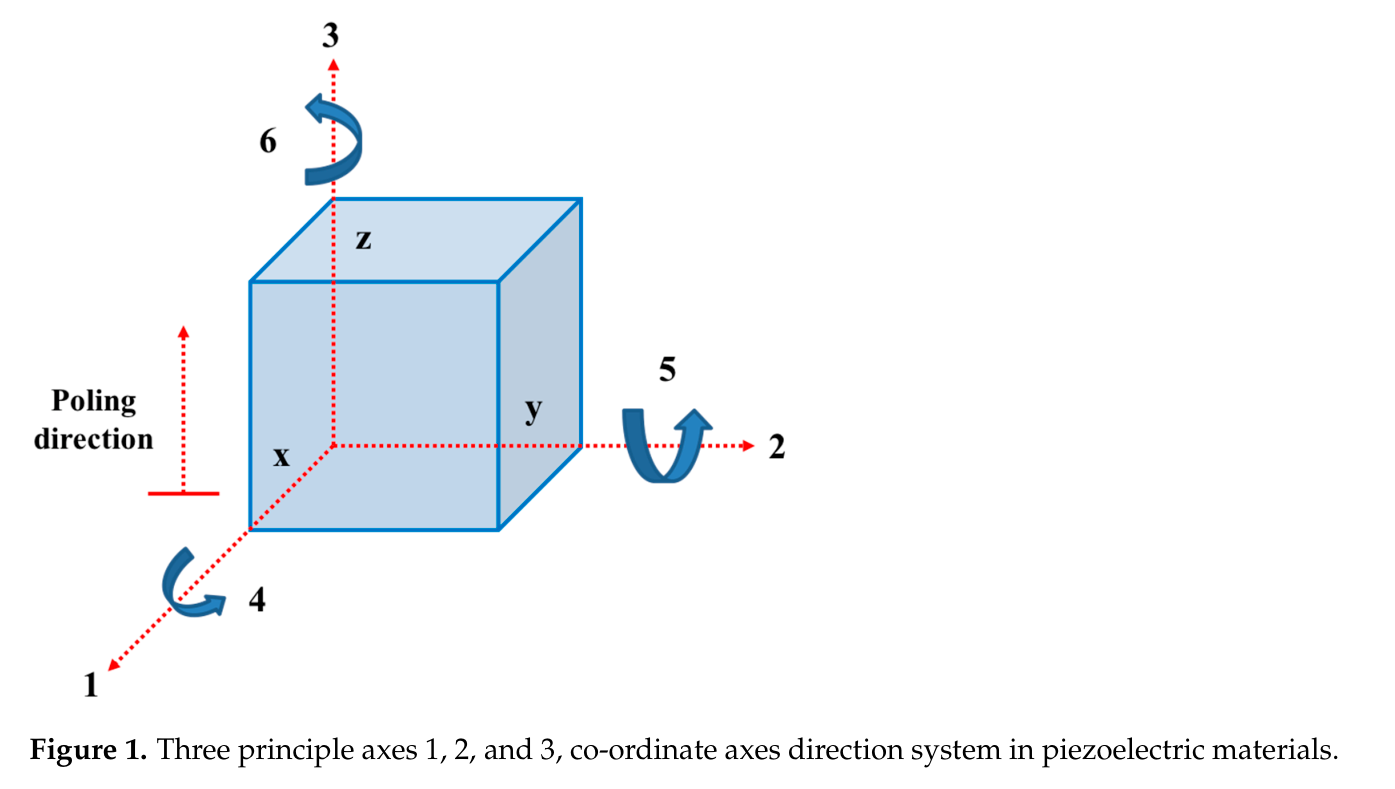 3
6
z
5
Poling
direction
y
2
x
4
1
Figure 1. Three principle axes 1, 2, and 3, co-ordinate axes direction system in piezoelectric materials.